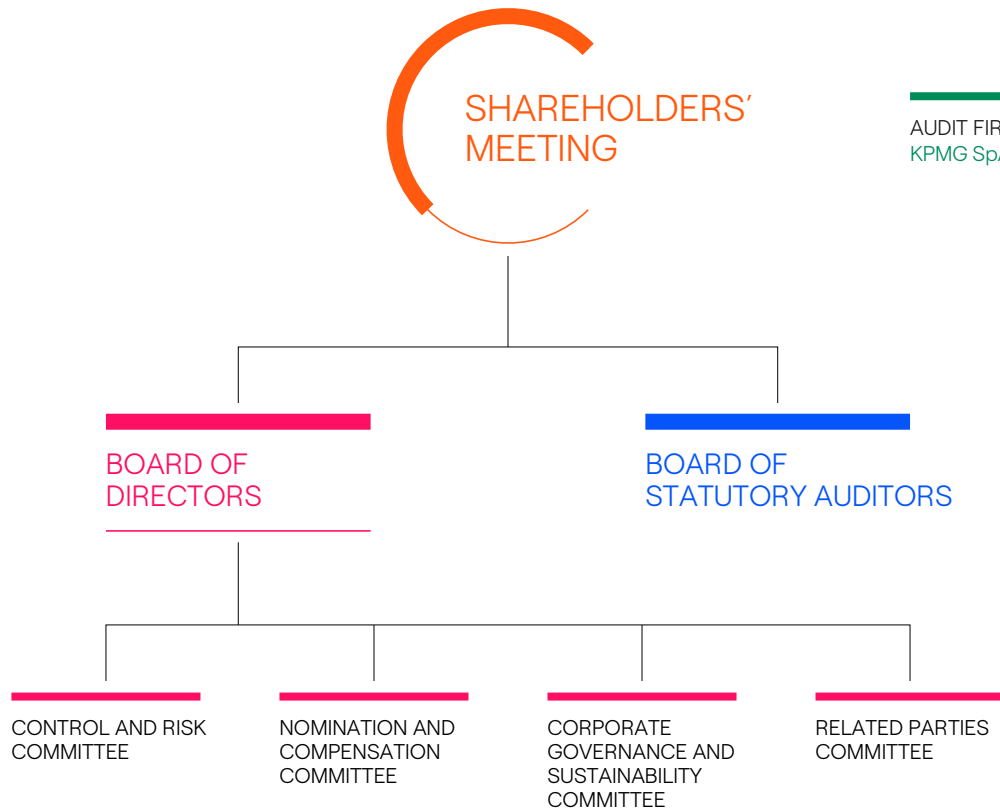 SHAREHOLDERS'
MEETING
AUDIT FIR
KPMG Sp
BOARD OF
DIRECTORS
BOARD OF
STATUTORY AUDITORS
CONTROL AND RISK
COMMITTEE
NOMINATION AND
COMPENSATION
COMMITTEE
CORPORATE
GOVERNANCE AND
SUSTAINABILITY
COMMITTEE
RELATED PARTIES
COMMITTEE